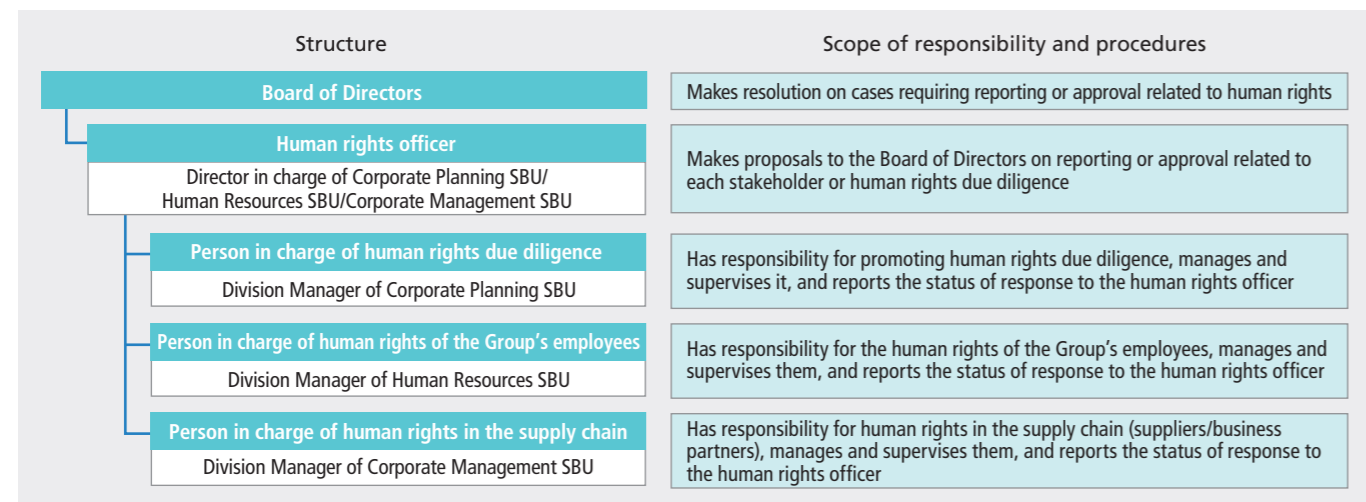 Structure
Scope of responsibility and procedures
Board of Directors
Makes resolution on cases requiring reporting or approval related to human rights
Human rights officer
Director in charge of Corporate Planning SBU/
Human Resources SBU/Corporate Management SBU
Makes proposals to the Board of Directors on reporting or approval related to
each stakeholder or human rights due diligence
Person in charge of human rights due diligence
Division Manager of Corporate Planning SBU
Has responsibility for promoting human rights due diligence, manages and
supervises it, and reports the status of response to the human rights officer
Person in charge of human rights of the Group’s employees
Division Manager of Human Resources SBU
Has responsibility for the human rights of the Group’s employees, manages and
supervises them, and reports the status of response to the human rights officer
Person in charge of human rights in the supply chain
Division Manager of Corporate Management SBU
Has responsibility for human rights in the supply chain (suppliers/business
partners), manages and supervises them, and reports the status of response to
the human rights officer